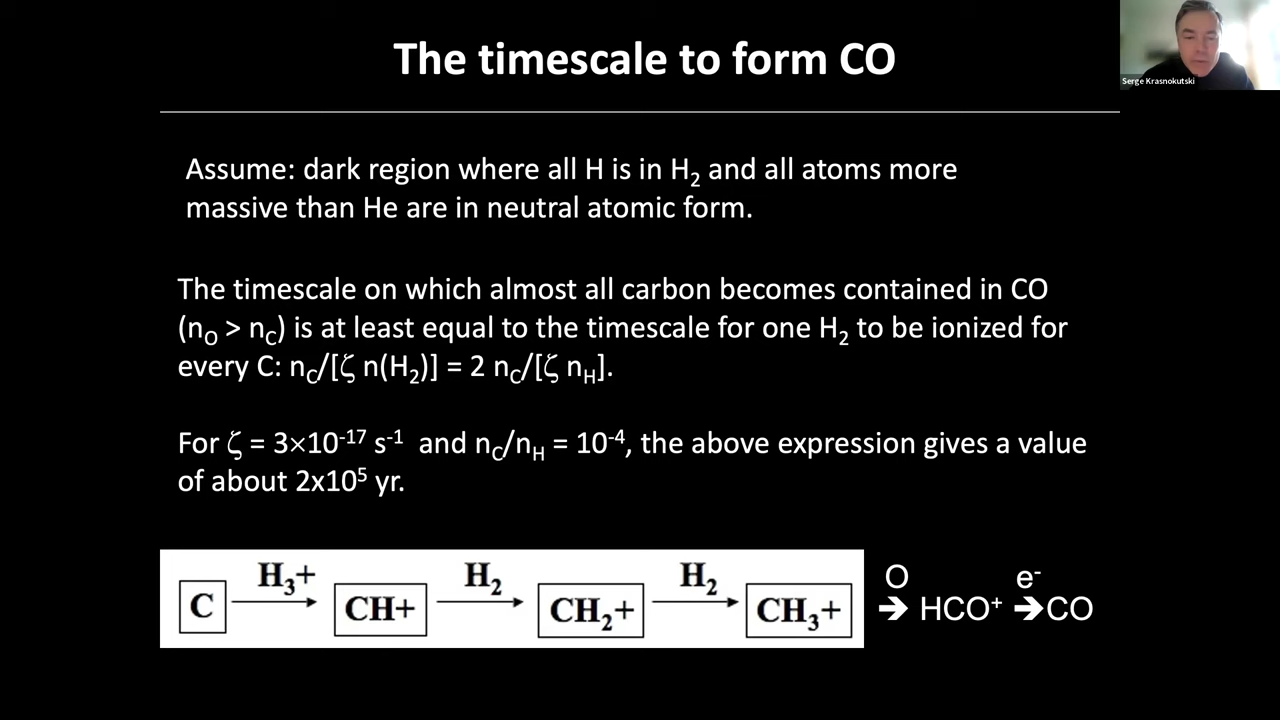 The timescale to form CO
Serge Krasnokutski
Assume: dark region where all H is in H₂ and all atoms more
massive than He are in neutral atomic form.
The timescale on which almost all carbon becomes contained in CO
(n_O > n_C) is at least equal to the timescale for one H₂ to be ionized for
every C: n_C/[ζ n(H₂)] = 2 n_C/[ζ n_H].
For ζ = 3×10⁻¹⁷ s⁻¹ and n_C/n_H = 10⁻⁴, the above expression gives a value
of about 2x10⁵ yr.
H₃+ H₂ H₂ O e⁻
C CH+ CH₂+ CH₃+ ➔ HCO⁺ ➔CO